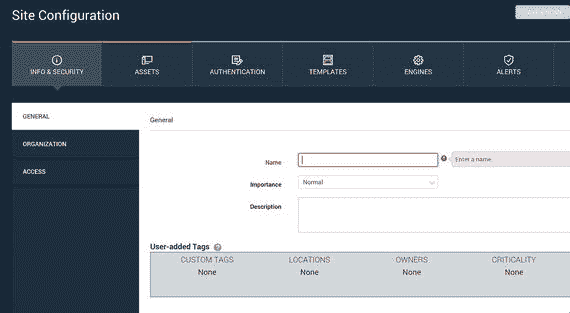 Site Configuration
INFO & SECURITY
ASSETS
AUTHENTICATION
TEMPLATES
ENGINES
ALERTS
GENERAL
ORGANIZATION
ACCESS
General
Name
Enter a name.
Importance
Normal
Description
User-added Tags
CUSTOM TAGS
LOCATIONS
OWNERS
CRITICALITY
None
None
None
None